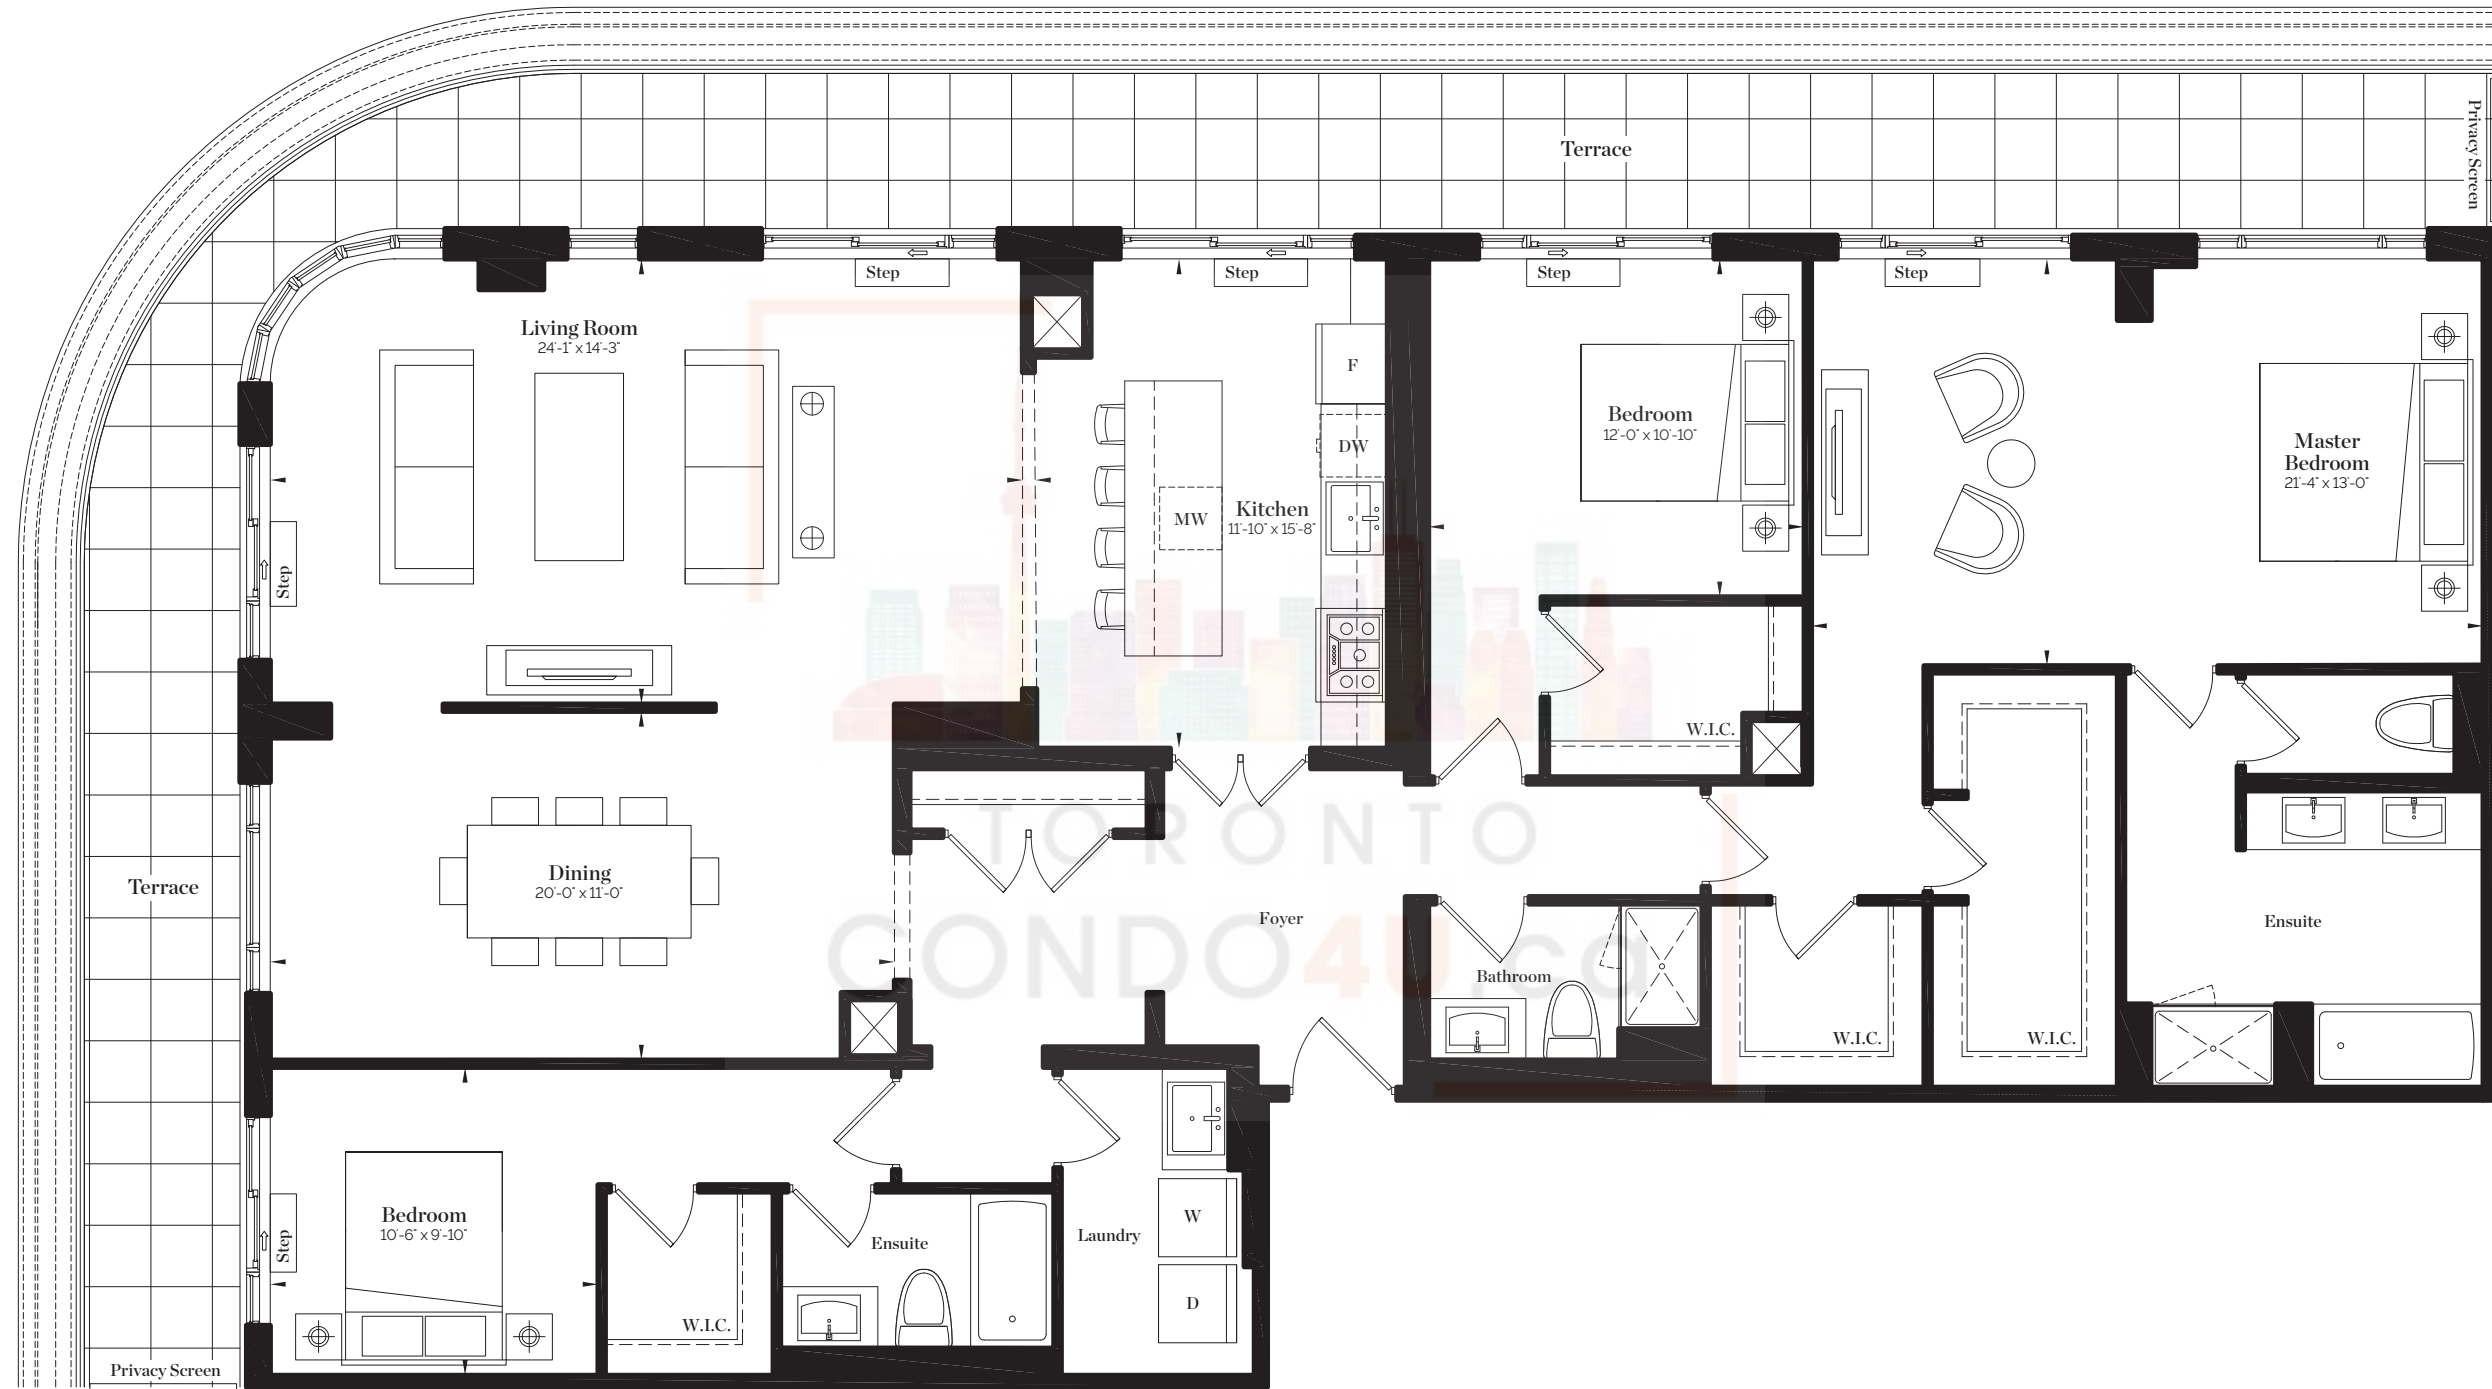 Terrace
Privacy Screen
Step
Step
Step
Step
Living Room
24'-1" x 14'-3"
F
DW
MW
Kitchen
11'-10" x 15'-8"
Bedroom
12'-0" x 10'-10"
Master
Bedroom
21'-4" x 13'-0"
Step
W.I.C.
TORONTO
CONDO4U.ca
Terrace
Dining
20'-0" x 11'-0"
Foyer
Bathroom
W.I.C.
W.I.C.
Ensuite
Bedroom
10'-6" x 9'-10"
Step
W.I.C.
Ensuite
Laundry
W
D
Privacy Screen